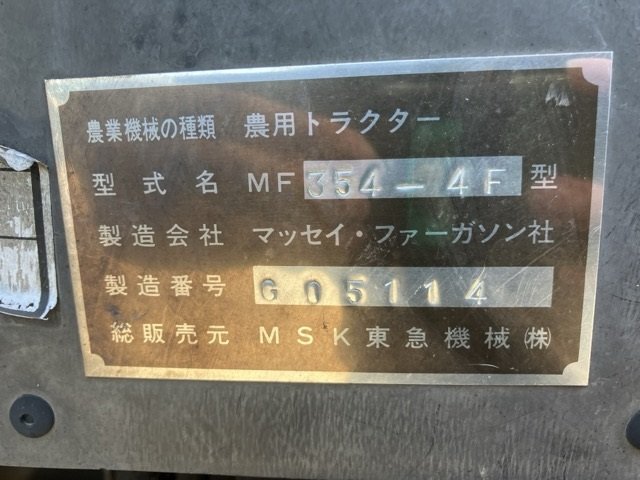 農業機械の種類 農用トラクター
型式名 MF 354-4F 型
製造会社 マッセイ・ファーガソン社
製造番号 G05114
総販売元 MSK東急機械(株)